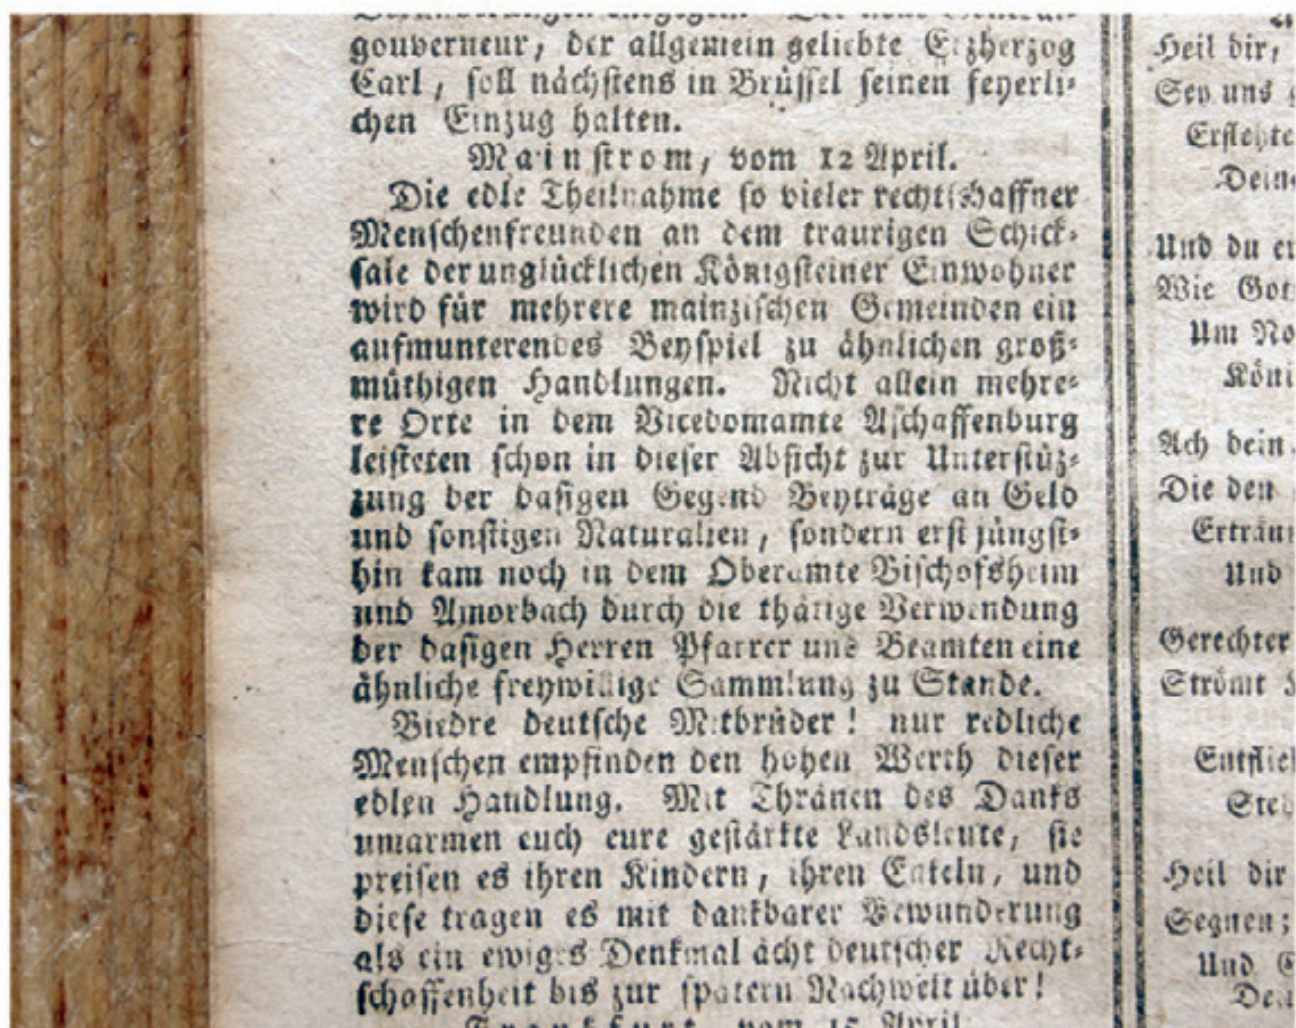 gouverneur, der allgemein geliebte Erzherzog
Carl, soll nächstens in Brüssel seinen feyerli-
chen Einzug halten.
Mainstrom, vom 12 April.
Die edle Theilnahme so vieler rechtschaffner
Menschenfreunden an dem traurigen Schick-
sale der unglücklichen Königsteiner Einwohner
wird für mehrere mainzischen Gemeinden ein
aufmunterendes Beyspiel zu ähnlichen groß-
müthigen Handlungen. Nicht allein mehre-
re Orte in dem Vicedomamte Aschaffenburg
leisteten schon in dieser Absicht zur Unterstüz-
zung der dasigen Gegend Beyträge an Geld
und sonstigen Naturalien, sondern erst jüngst-
hin kam noch in dem Oberamte Bischofsheim
und Amorbach durch die thätige Verwendung
der dasigen Herren Pfarrer und Beamten eine
ähnliche freywillige Sammlung zu Stande.
Biedre deutsche Mitbrüder! nur redliche
Menschen empfinden den hohen Werth dieser
edlen Handlung. Mit Thränen des Danks
umarmen euch eure gestärkte Landsleute, sie
preisen es ihren Kindern, ihren Enkeln, und
diese tragen es mit dankbarer Bewunderung
als ein ewiges Denkmal ächt deutscher Recht-
schaffenheit bis zur spätern Nachwelt über!
Frankfurt, vom 15 April.
Heil dir,
Sey uns
Erflehte
Und du
Wie
Um
Ach dein
Die den
Und
Gerechter
Strömt
Heil dir
Segnen;
Und